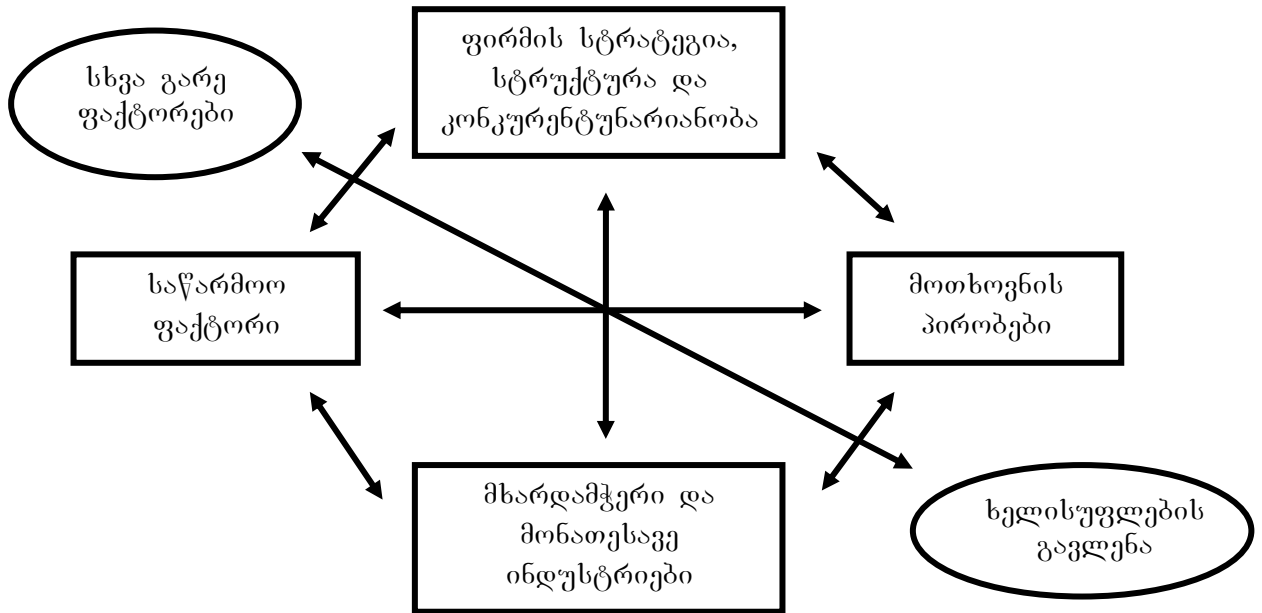 ფირმის სტრატეგია,
სტრუქტურა და
კონკურენტუნარიანობა
სხვა გარე
ფაქტორები
საწარმოო
ფაქტორი
მოთხოვნის
პირობები
მხარდამჭერი და
მონათესავე
ინდუსტრიები
ხელისუფლების
გავლენა